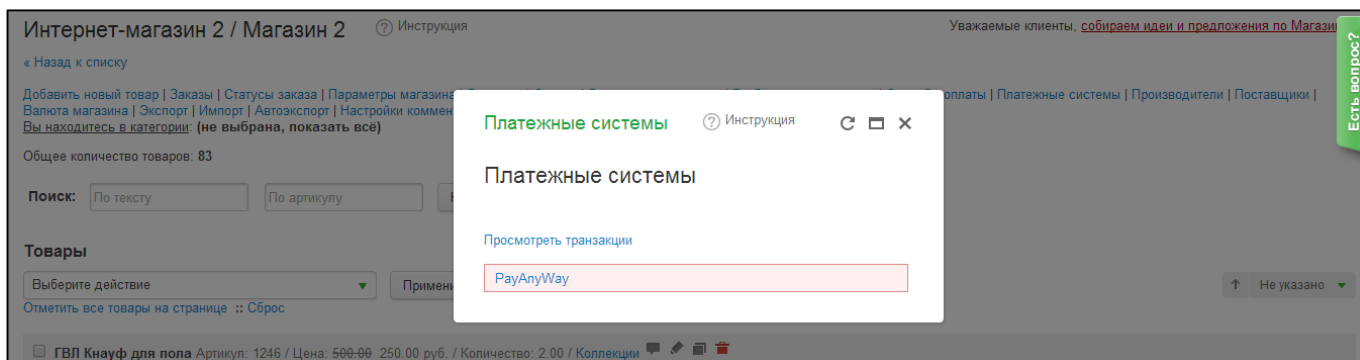 Интернет-магазин 2 / Магазин 2 ? Инструкция Уважаемые клиенты, собираем идеи и предложения по Магази
Есть вопрос?
« Назад к списку
Добавить новый товар | Заказы | Статусы заказа | Параметры магазина оплаты | Платежные системы | Производители | Поставщики |
Валюта магазина | Экспорт | Импорт | Автоэкспорт | Настройки коммен
Вы находитесь в категории: (не выбрана, показать всё)
Общее количество товаров: 83
Поиск: По тексту По артикулу
Товары
Выберите действие Примени Не указано
Отметить все товары на странице :: Сброс
ГВЛ Кнауф для пола Артикул: 1246 / Цена: 500.00 250.00 руб. / Количество: 2.00 / Коллекции
Платежные системы ? Инструкция
Платежные системы
Просмотреть транзакции
PayAnyWay